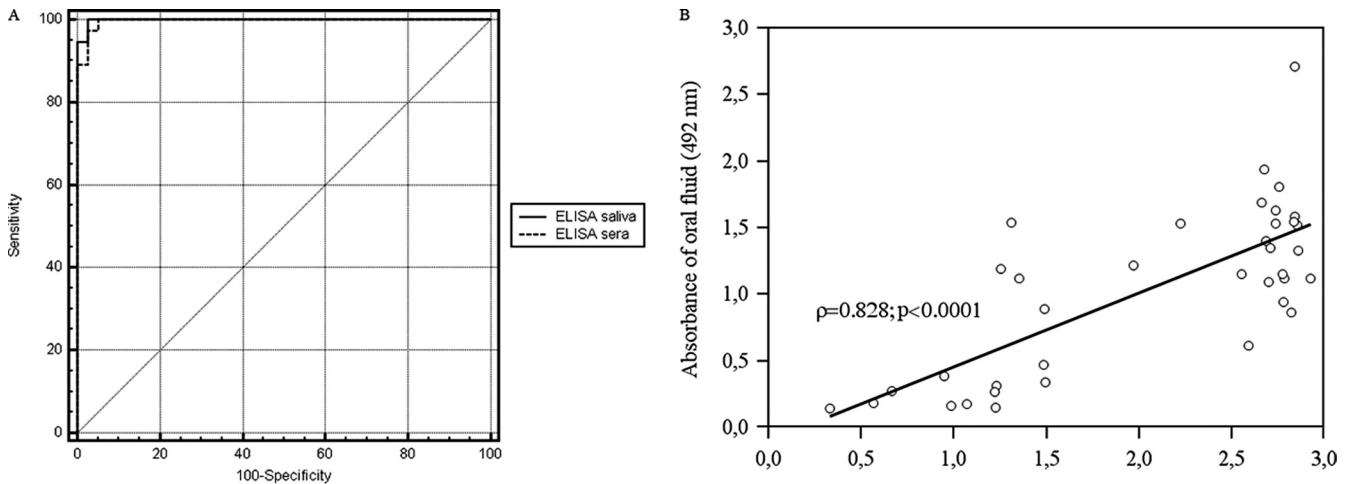 A
100
80
60
40
20
0
Sensitivity
0 20 40 60 80 100
100-Specificity
ELISA saliva
ELISA sera
B
Absorbance of oral fluid (492 nm)
3,0
2,5
2,0
1,5
1,0
0,5
0,0
ρ=0.828; p<0.0001
0,0 0,5 1,0 1,5 2,0 2,5 3,0